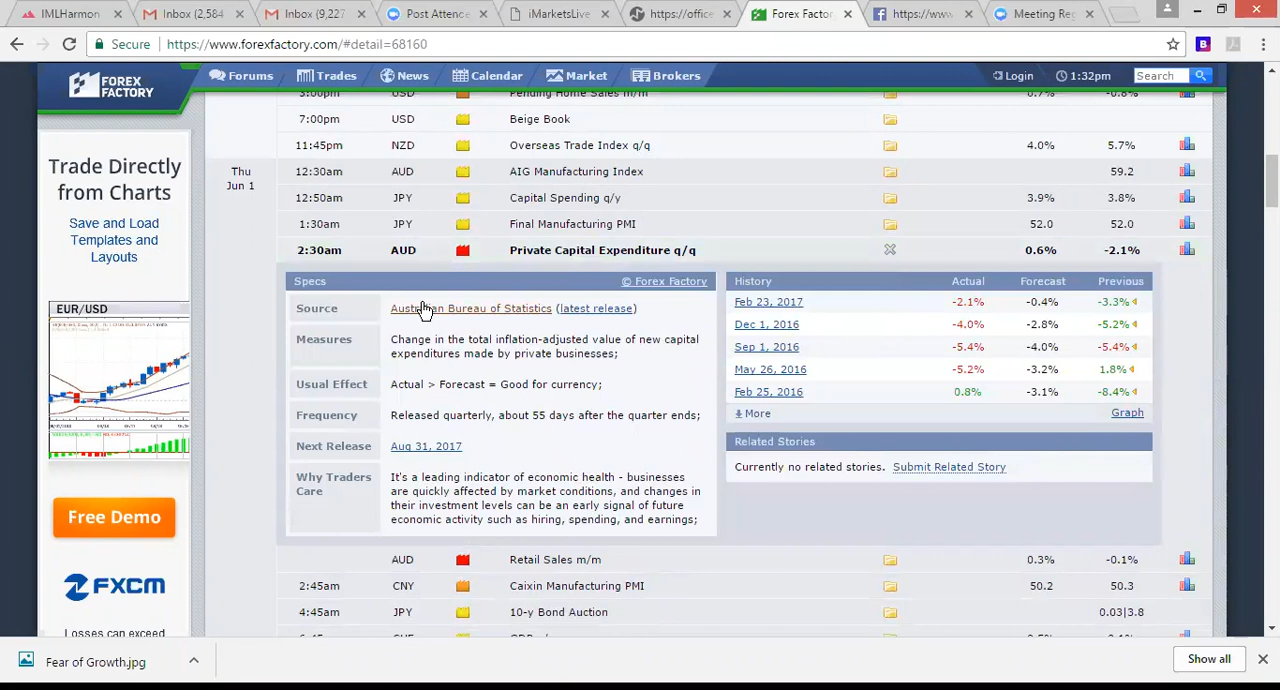 IMLHarmon
Inbox (2,584
Inbox (9,227
Post Attend
iMarketsLive
https://office
Forex Factor
https://www
Meeting Reg
Secure https://www.forexfactory.com/#detail=68160
FOREX FACTORY
Forums Trades News Calendar Market Brokers Login 1:32pm Search
3:00pm USD Pending Home Sales m/m 0.7% -0.8%
7:00pm USD Beige Book
11:45pm NZD Overseas Trade Index q/q 4.0% 5.7%
Thu Jun 1
12:30am AUD AIG Manufacturing Index 59.2
12:50am JPY Capital Spending q/y 3.9% 3.8%
1:30am JPY Final Manufacturing PMI 52.0 52.0
2:30am AUD Private Capital Expenditure q/q 0.6% -2.1%
Specs © Forex Factory
Source Australian Bureau of Statistics (latest release)
Measures Change in the total inflation-adjusted value of new capital
expenditures made by private businesses;
Usual Effect Actual > Forecast = Good for currency;
Frequency Released quarterly, about 55 days after the quarter ends;
Next Release Aug 31, 2017
Why Traders Care
It's a leading indicator of economic health - businesses
are quickly affected by market conditions, and changes in
their investment levels can be an early signal of future
economic activity such as hiring, spending, and earnings;
History Actual Forecast Previous
Feb 23, 2017 -2.1% -0.4% -3.3%
Dec 1, 2016 -4.0% -2.8% -5.2%
Sep 1, 2016 -5.4% -4.0% -5.4%
May 26, 2016 -5.2% -3.2% 1.8%
Feb 25, 2016 0.8% -3.1% -8.4%
More Graph
Related Stories
Currently no related stories. Submit Related Story
AUD Retail Sales m/m 0.3% -0.1%
2:45am CNY Caixin Manufacturing PMI 50.2 50.3
4:45am JPY 10-y Bond Auction 0.03|3.8
Trade Directly
from Charts
Save and Load
Templates and
Layouts
EUR/USD
Free Demo
FXCM
Losses can exceed
Fear of Growth.jpg
Show all